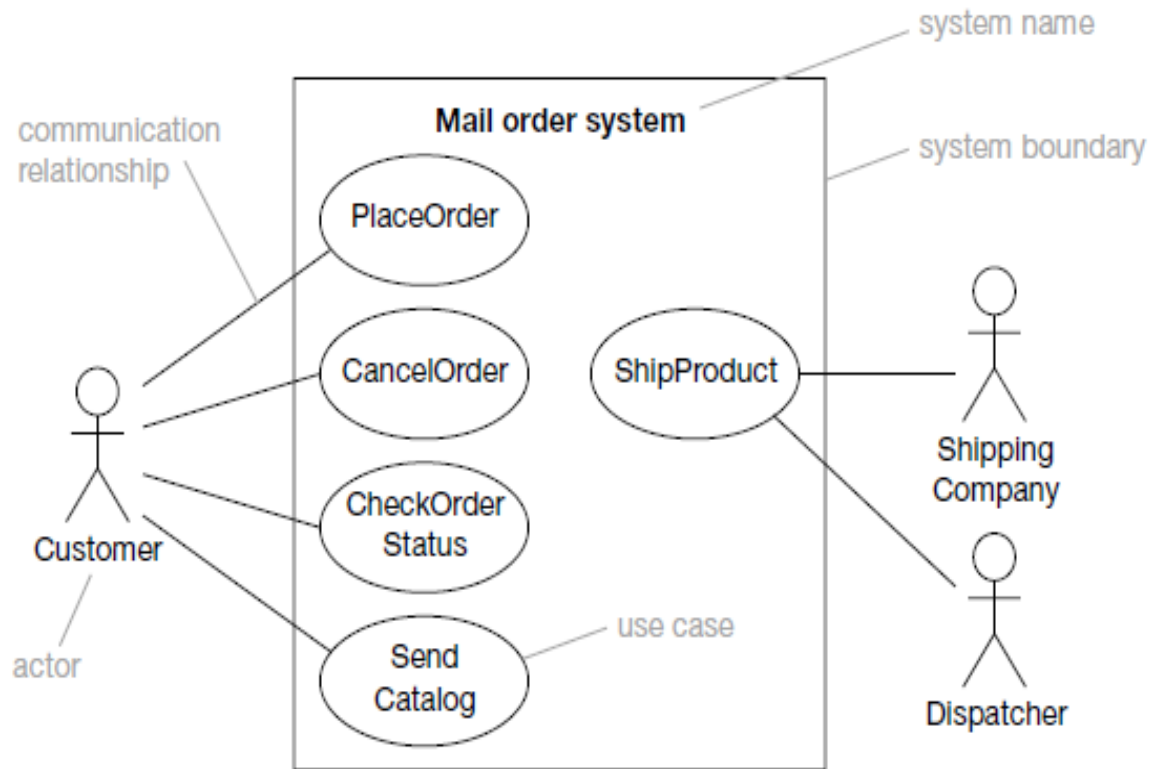 system name
Mail order system
communication
relationship
system boundary
PlaceOrder
CancelOrder
ShipProduct
Shipping
Company
CheckOrder
Status
Customer
use case
Send
Catalog
actor
Dispatcher